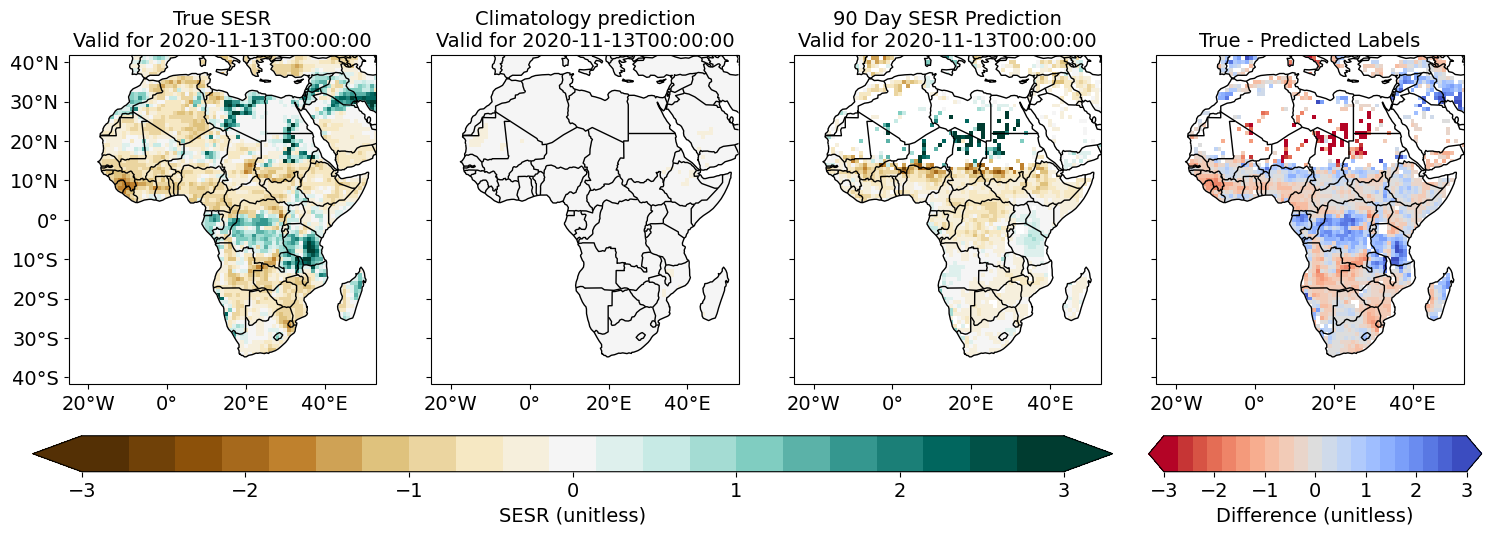 True SESR
Valid for 2020-11-13T00:00:00
Climatology prediction
Valid for 2020-11-13T00:00:00
90 Day SESR Prediction
Valid for 2020-11-13T00:00:00
True - Predicted Labels
40°N
30°N
20°N
10°N
0°
10°S
20°S
30°S
40°S
20°W 0° 20°E 40°E
20°W 0° 20°E 40°E
20°W 0° 20°E 40°E
20°W 0° 20°E 40°E
−3 −2 −1 0 1 2 3
SESR (unitless)
−3 −2 −1 0 1 2 3
Difference (unitless)